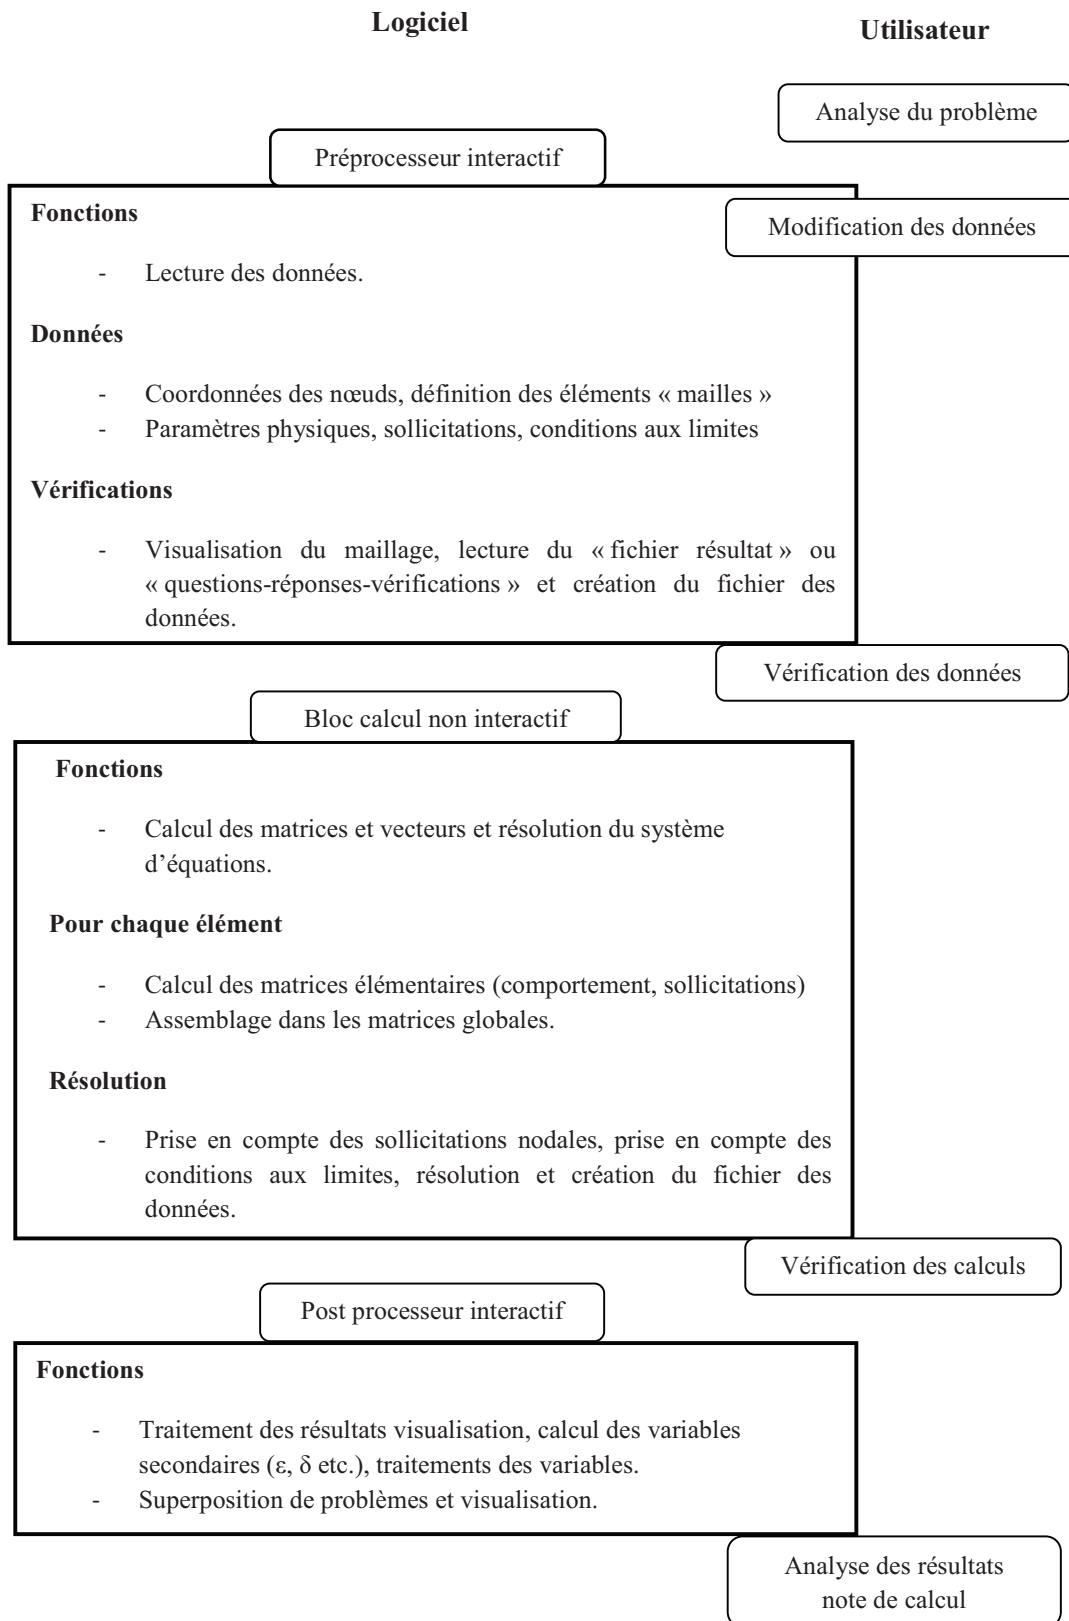 Logiciel
Utilisateur
Analyse du problème
Préprocesseur interactif
Fonctions
Modification des données
- Lecture des données.
Données
- Coordonnées des nœuds, définition des éléments « mailles »
- Paramètres physiques, sollicitations, conditions aux limites
Vérifications
- Visualisation du maillage, lecture du « fichier résultat » ou
« questions-réponses-vérifications » et création du fichier des
données.
Vérification des données
Bloc calcul non interactif
Fonctions
- Calcul des matrices et vecteurs et résolution du système
d’équations.
Pour chaque élément
- Calcul des matrices élémentaires (comportement, sollicitations)
- Assemblage dans les matrices globales.
Résolution
- Prise en compte des sollicitations nodales, prise en compte des
conditions aux limites, résolution et création du fichier des
données.
Vérification des calculs
Post processeur interactif
Fonctions
- Traitement des résultats visualisation, calcul des variables
secondaires (ε, δ etc.), traitements des variables.
- Superposition de problèmes et visualisation.
Analyse des résultats
note de calcul